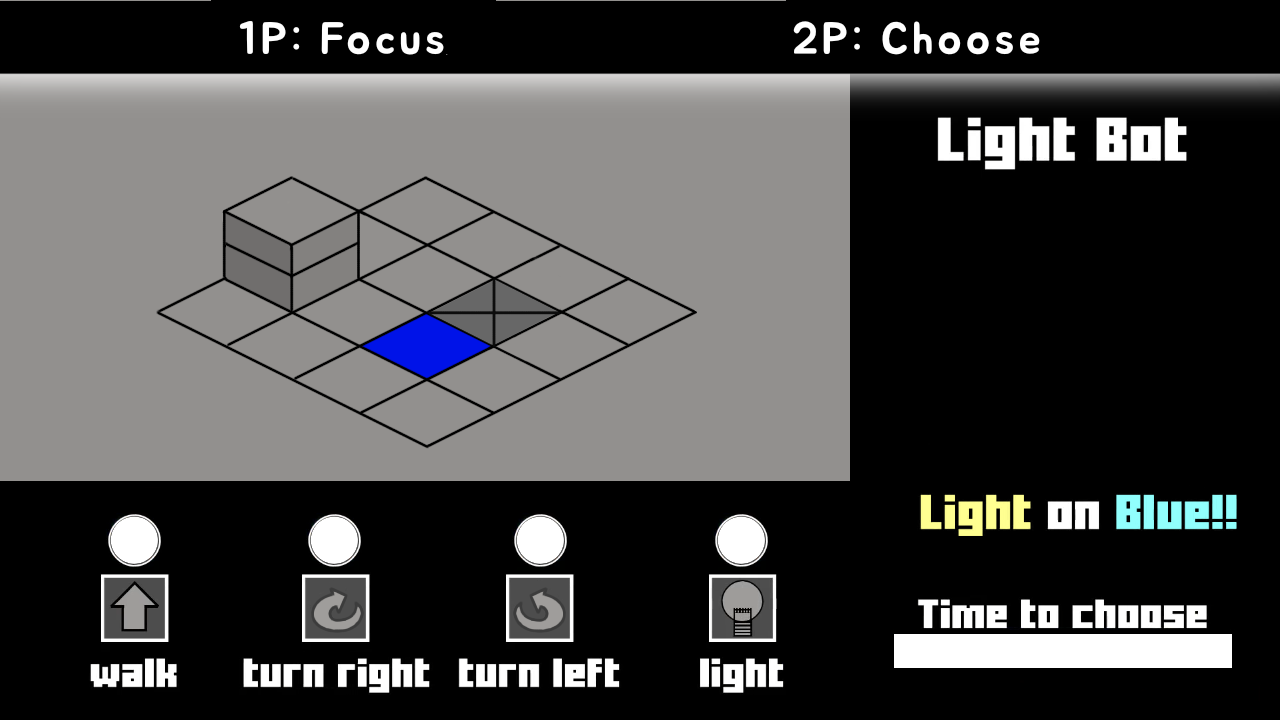 1P: Focus
2P: Choose
Light Bot
Light on Blue!!
Time to choose
walk
turn right
turn left
light